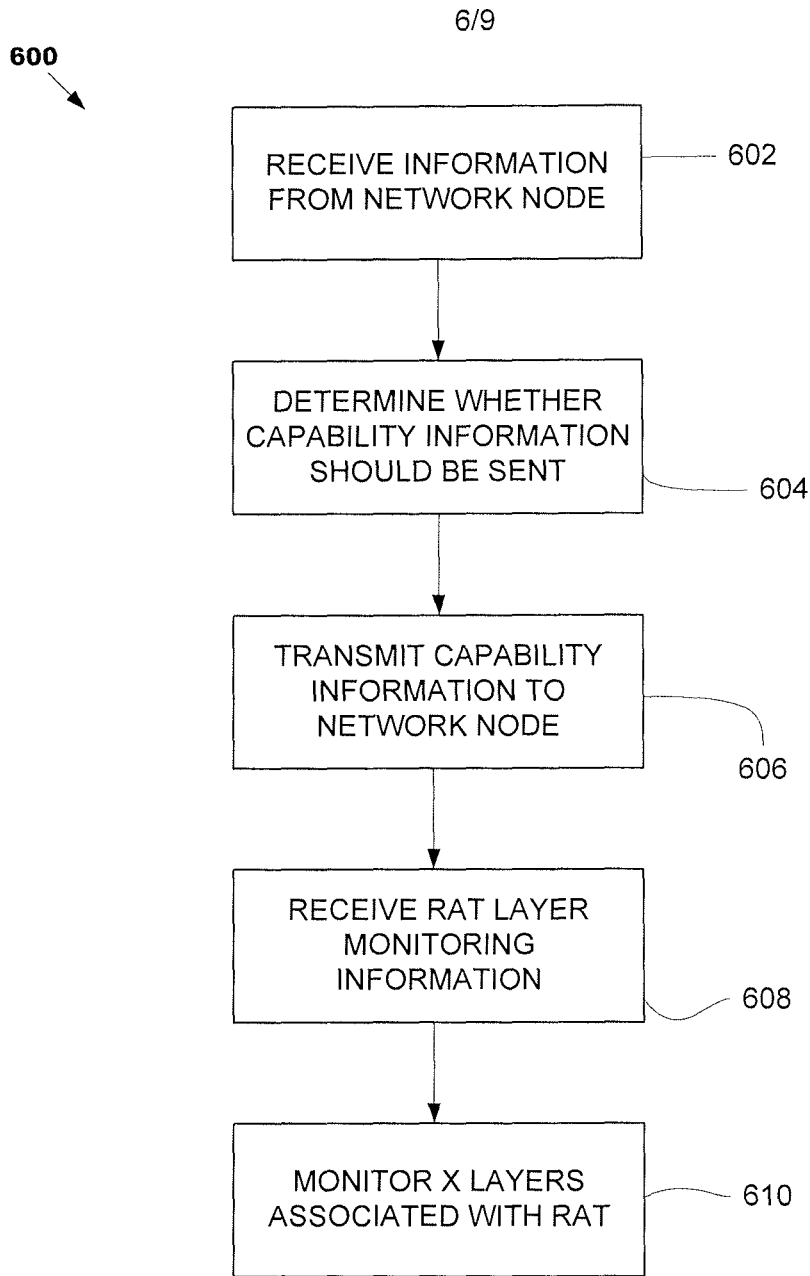 6/9
600
RECEIVE INFORMATION
FROM NETWORK NODE
602
DETERMINE WHETHER
CAPABILITY INFORMATION
SHOULD BE SENT
604
TRANSMIT CAPABILITY
INFORMATION TO
NETWORK NODE
606
RECEIVE RAT LAYER
MONITORING
INFORMATION
608
MONITOR X LAYERS
ASSOCIATED WITH RAT
610